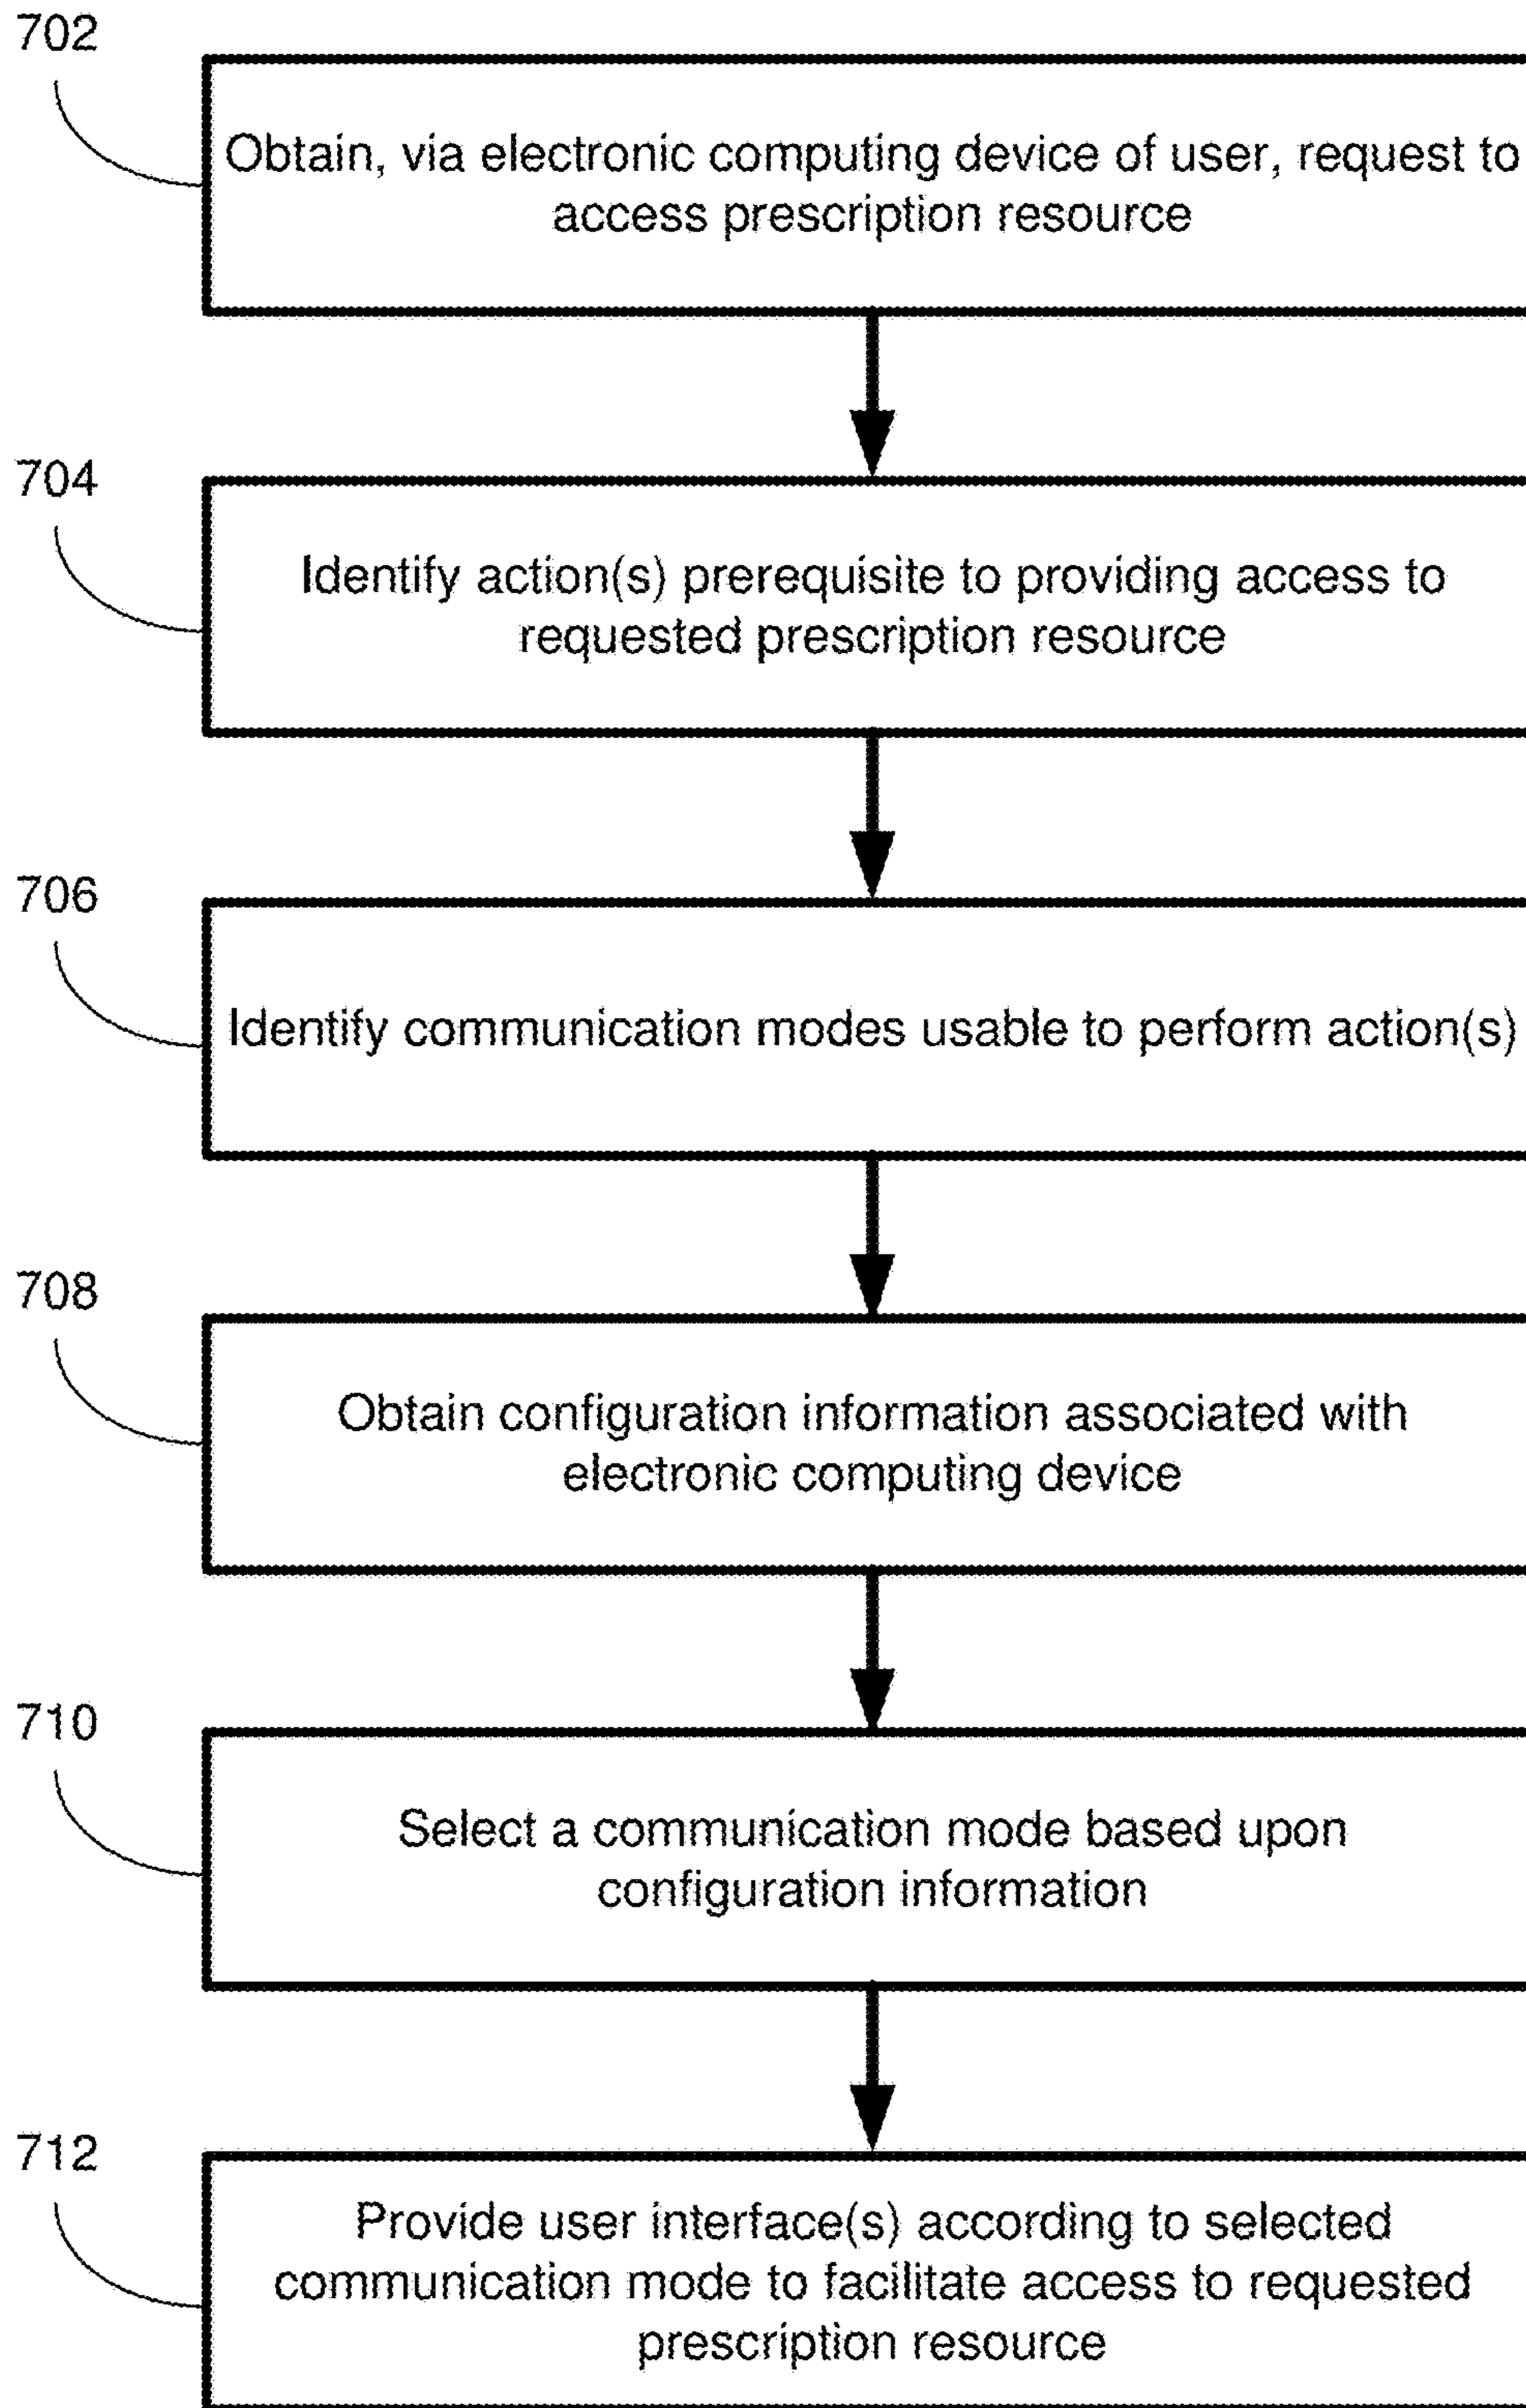 702
Obtain, via electronic computing device of user, request to
access prescription resource
704
Identify action(s) prerequisite to providing access to
requested prescription resource
706
Identify communication modes usable to perform action(s)
708
Obtain configuration information associated with
electronic computing device
710
Select a communication mode based upon
configuration information
712
Provide user interface(s) according to selected
communication mode to facilitate access to requested
prescription resource